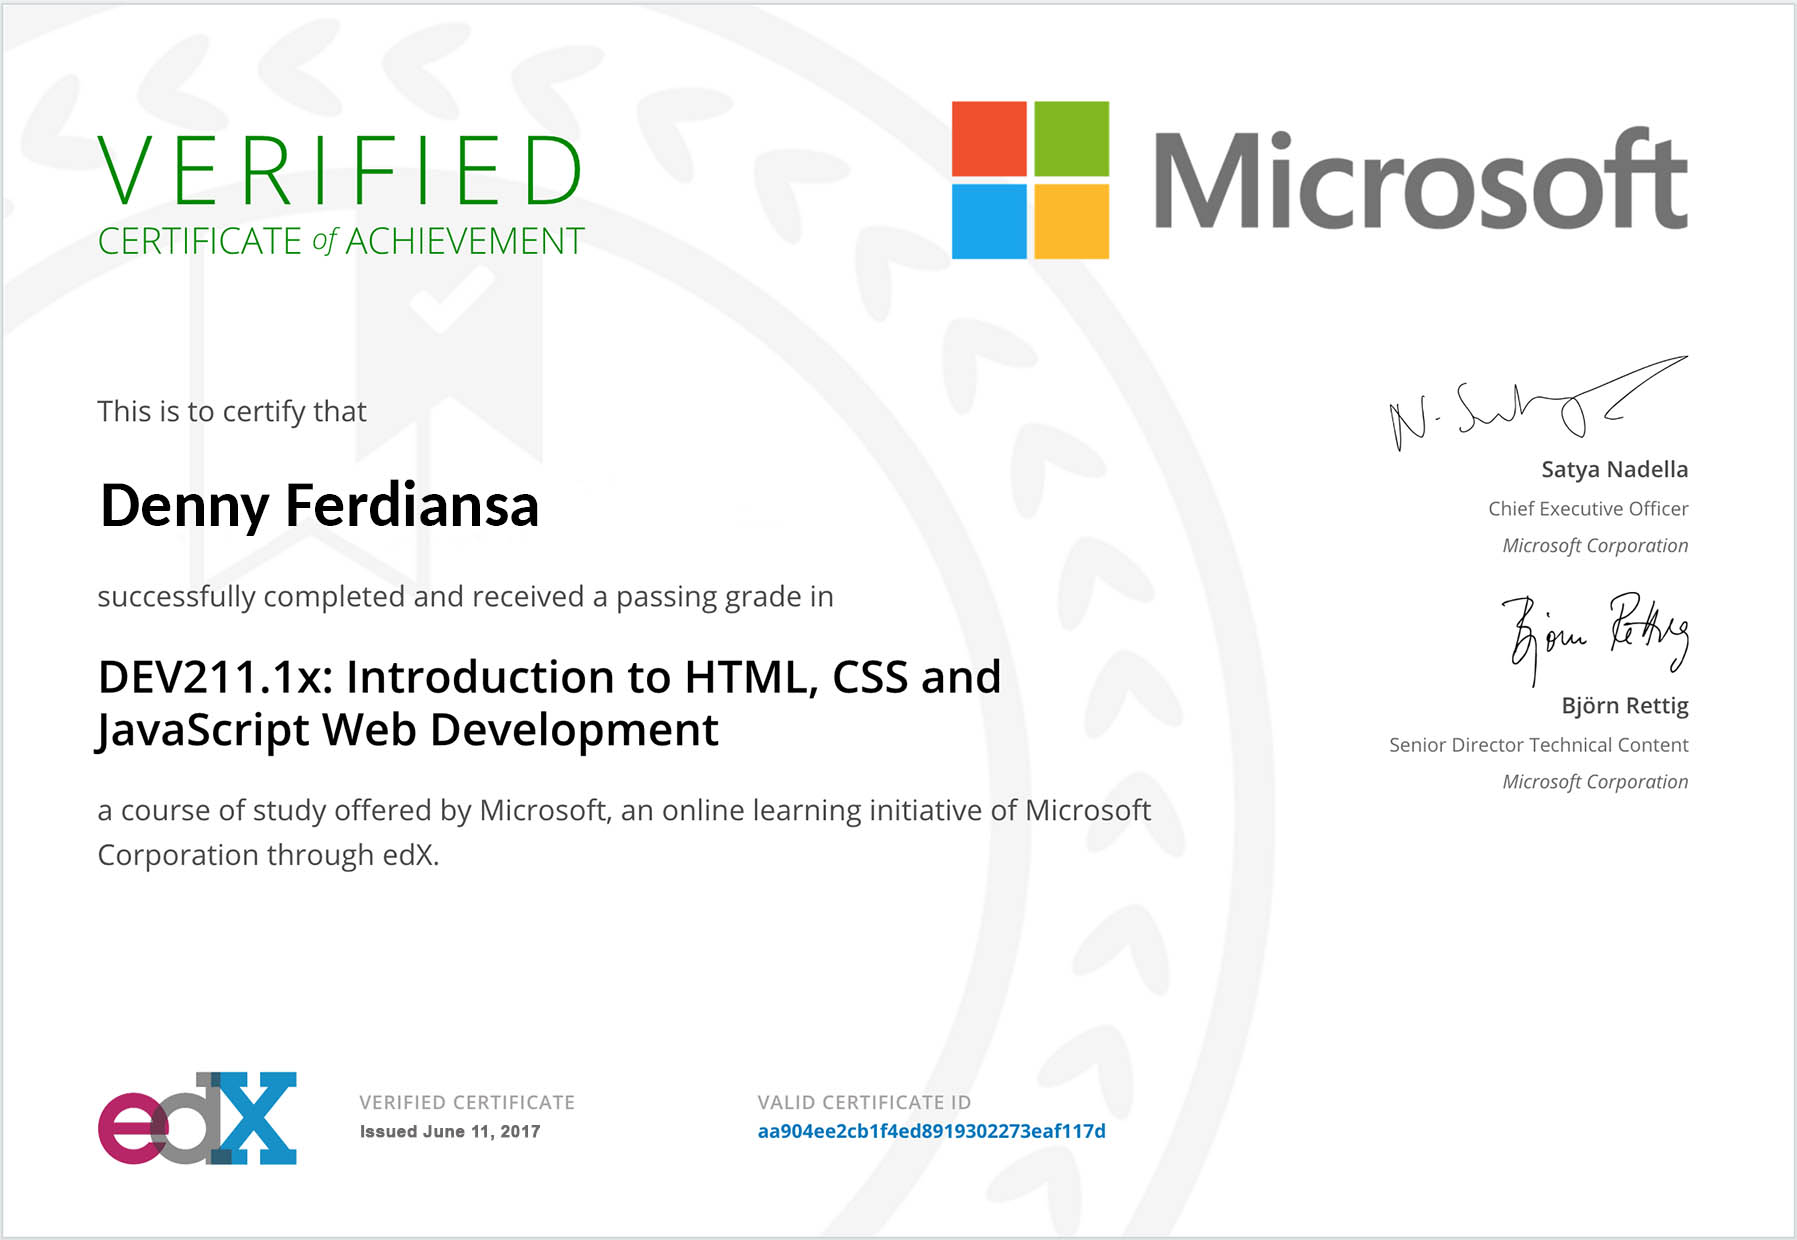 VERIFIED
CERTIFICATE of ACHIEVEMENT
Microsoft
This is to certify that
Denny Ferdiansa
successfully completed and received a passing grade in
DEV211.1x: Introduction to HTML, CSS and
JavaScript Web Development
a course of study offered by Microsoft, an online learning initiative of Microsoft
Corporation through edX.
Satya Nadella
Chief Executive Officer
Microsoft Corporation
Björn Rettig
Björn Rettig
Senior Director Technical Content
Microsoft Corporation
edX
VERIFIED CERTIFICATE
Issued June 11, 2017
VALID CERTIFICATE ID
aa904ee2cb1f4ed8919302273eaf117d